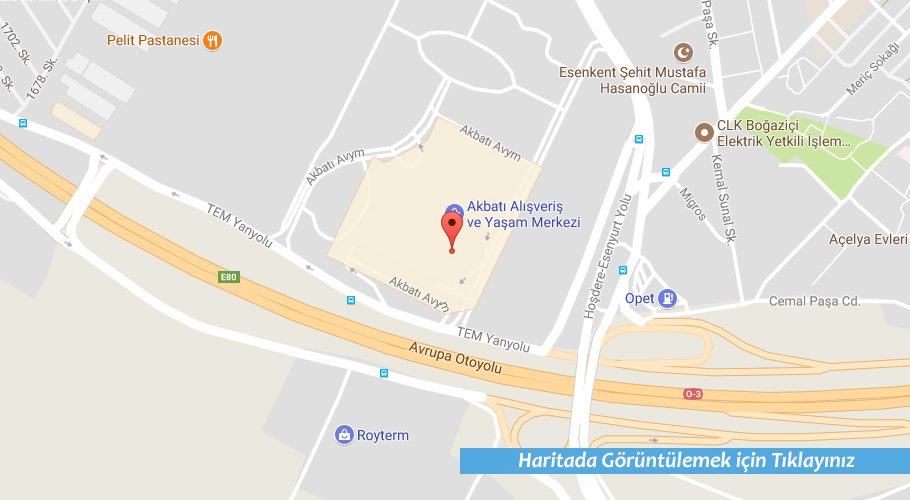 Paşa Sk.
1702. Sk.
Pelit Pastanesi
Esenkent Şehit Mustafa
Hasanoğlu Camii
Meriç Sokağı
1678. Sk.
CLK Boğaziçi
Elektrik Yetkili İşlem...
Akbatı Avym
Akbatı Avym
Kemal Sunal Sk.
Migros
Akbatı Alışveriş
ve Yaşam Merkezi
TEM Yanyolu
Hoşdere-Esenyurt Yolu
Açelya Evleri
E80
Akbatı Avym
Opet
Cemal Paşa Cd.
TEM Yanyolu
Avrupa Otoyolu
O-3
Royterm
Haritada Görüntülemek için Tıklayınız